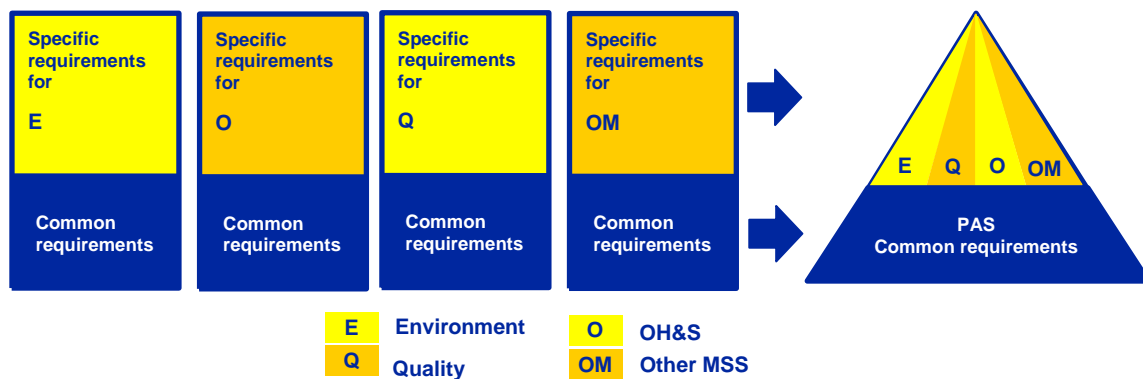 Specific
requirements
for
E
Common
requirements
Specific
requirements
for
O
Common
requirements
Specific
requirements
for
Q
Common
requirements
Specific
requirements
for
OM
Common
requirements
E
Q
O
OM
PAS
Common requirements
E Environment
Q Quality
O OH&S
OM Other MSS